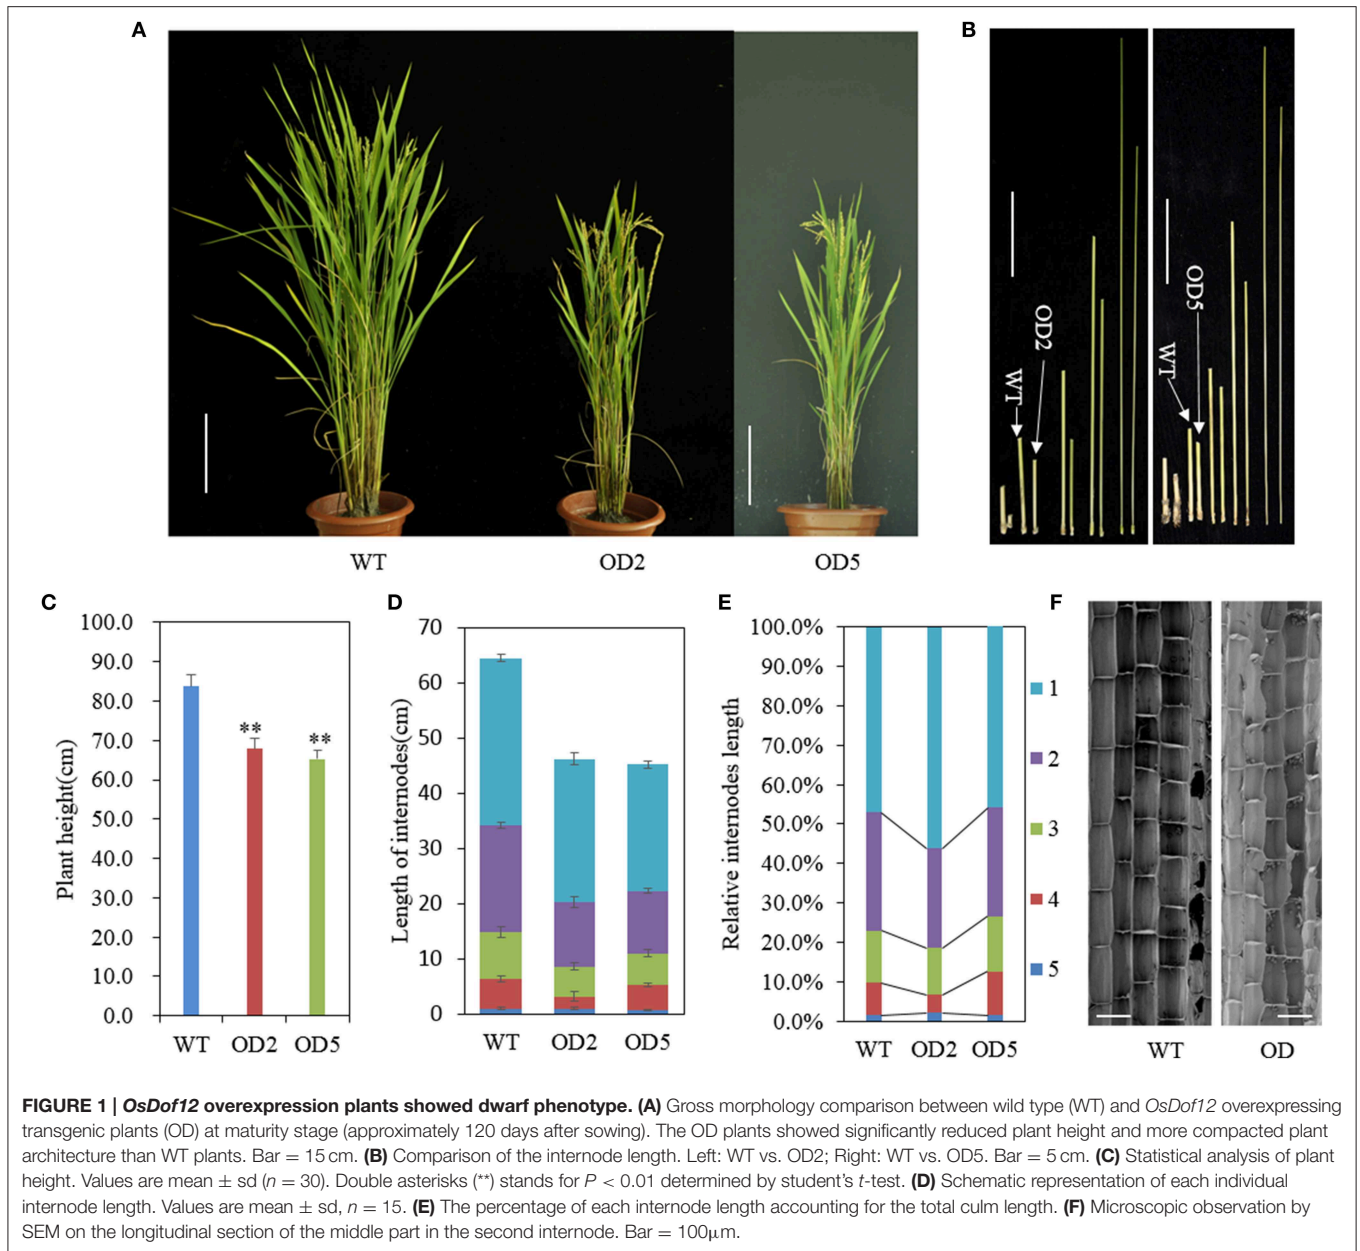 A
B
OD2
WT
OD5
WT
WT
OD2
OD5
C
100.0
90.0
80.0
70.0
60.0
50.0
40.0
30.0
20.0
10.0
0.0
Plant height(cm)
**
**
WT OD2 OD5
D
70
60
50
40
30
20
10
0
Length of internodes(cm)
WT OD2 OD5
E
100.0%
90.0%
80.0%
70.0%
60.0%
50.0%
40.0%
30.0%
20.0%
10.0%
0.0%
Relative internodes length
WT OD2 OD5
1
2
3
4
5
F
WT
OD
FIGURE 1 | OsDof12 overexpression plants showed dwarf phenotype. (A) Gross morphology comparison between wild type (WT) and OsDof12 overexpressing
transgenic plants (OD) at maturity stage (approximately 120 days after sowing). The OD plants showed significantly reduced plant height and more compacted plant
architecture than WT plants. Bar = 15 cm. (B) Comparison of the internode length. Left: WT vs. OD2; Right: WT vs. OD5. Bar = 5 cm. (C) Statistical analysis of plant
height. Values are mean ± sd (n = 30). Double asterisks (**) stands for P < 0.01 determined by student's t-test. (D) Schematic representation of each individual
internode length. Values are mean ± sd, n = 15. (E) The percentage of each internode length accounting for the total culm length. (F) Microscopic observation by
SEM on the longitudinal section of the middle part in the second internode. Bar = 100μm.